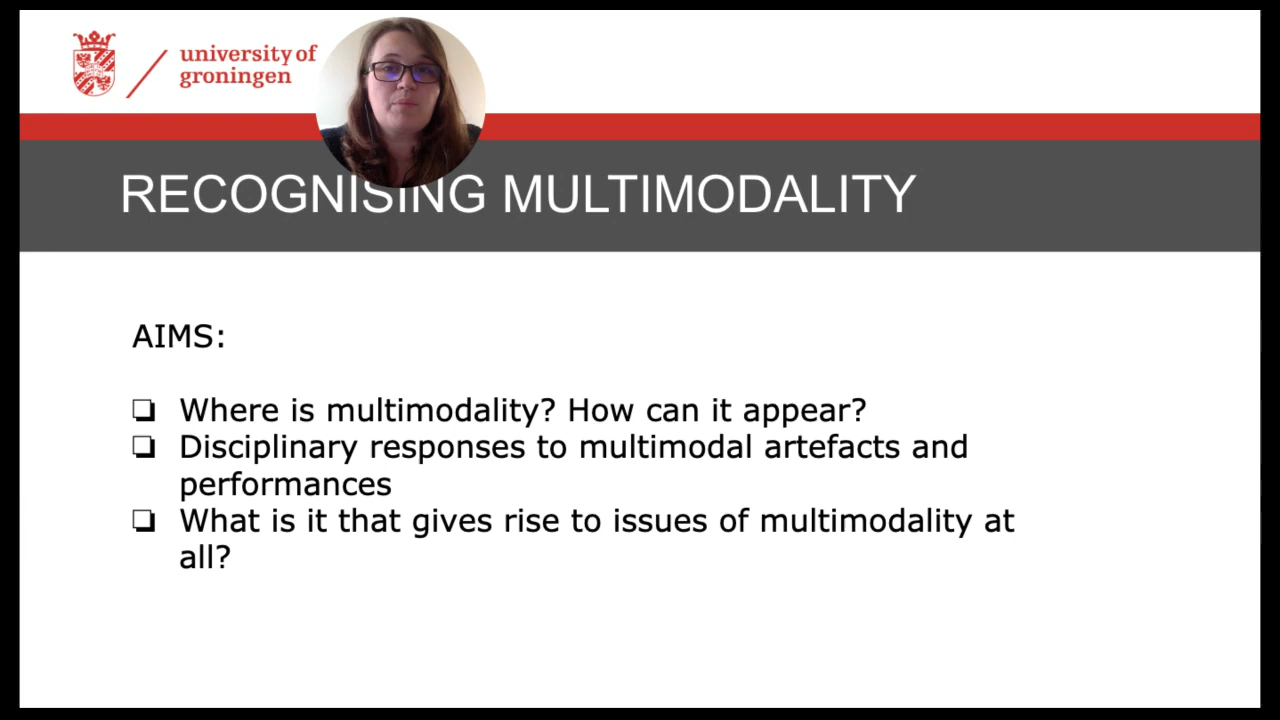 university of
groningen
RECOGNISING MULTIMODALITY
AIMS:
❏ Where is multimodality? How can it appear?
❏ Disciplinary responses to multimodal artefacts and
performances
❏ What is it that gives rise to issues of multimodality at
all?